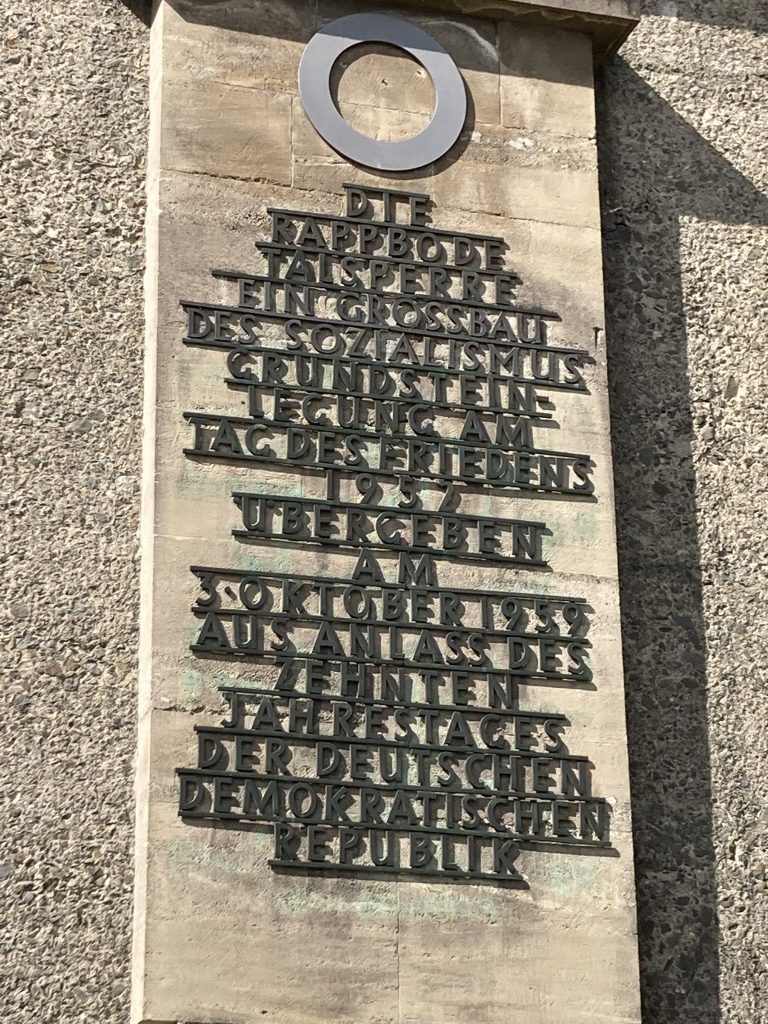 DIE
RAPPBODE
TALSPERRE
EIN GROSSBAU
DES SOZIALISMUS
GRUNDSTEIN-
LEGUNG AM
TAG DES FRIEDENS
1952
ÜBERGEBEN
AM
3·OKTOBER 1959
AUS ANLASS DES
ZEHNTEN
JAHRESTAGES
DER DEUTSCHEN
DEMOKRATISCHEN
REPUBLIK